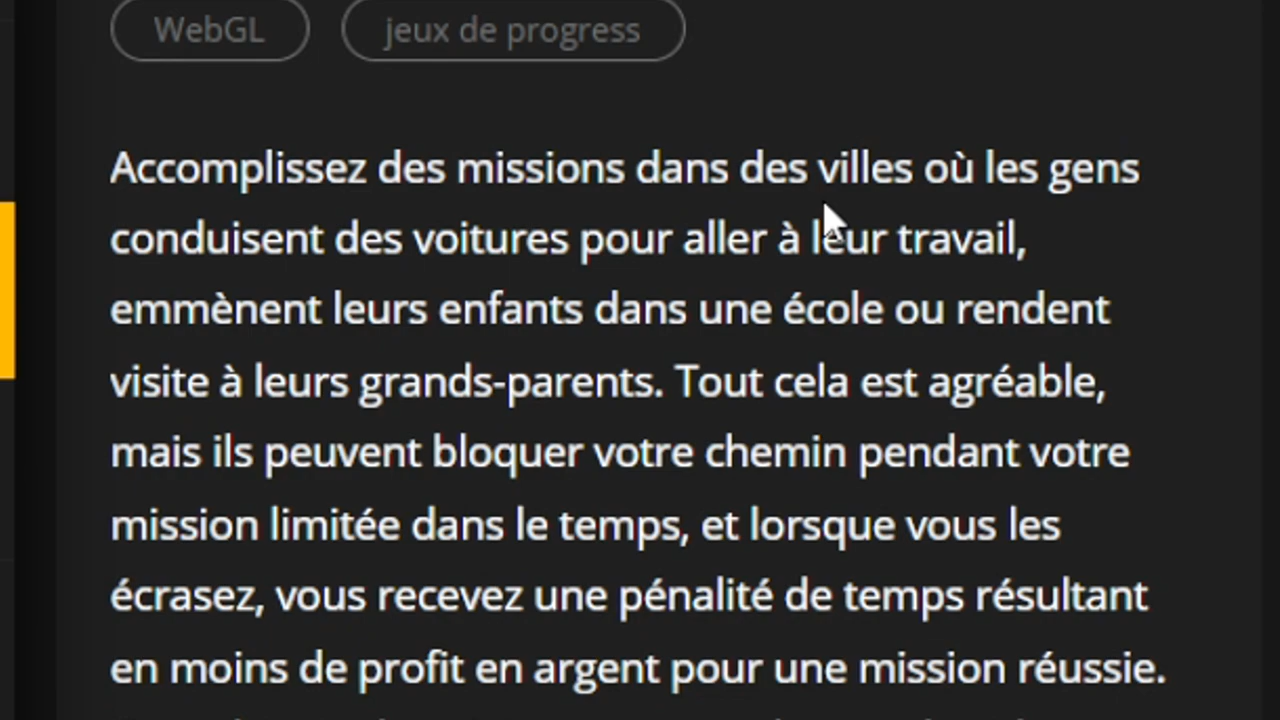 WebGL jeux de progress
Accomplissez des missions dans des villes où les gens
conduisent des voitures pour aller à leur travail,
emmènent leurs enfants dans une école ou rendent
visite à leurs grands-parents. Tout cela est agréable,
mais ils peuvent bloquer votre chemin pendant votre
mission limitée dans le temps, et lorsque vous les
écrasez, vous recevez une pénalité de temps résultant
en moins de profit en argent pour une mission réussie.